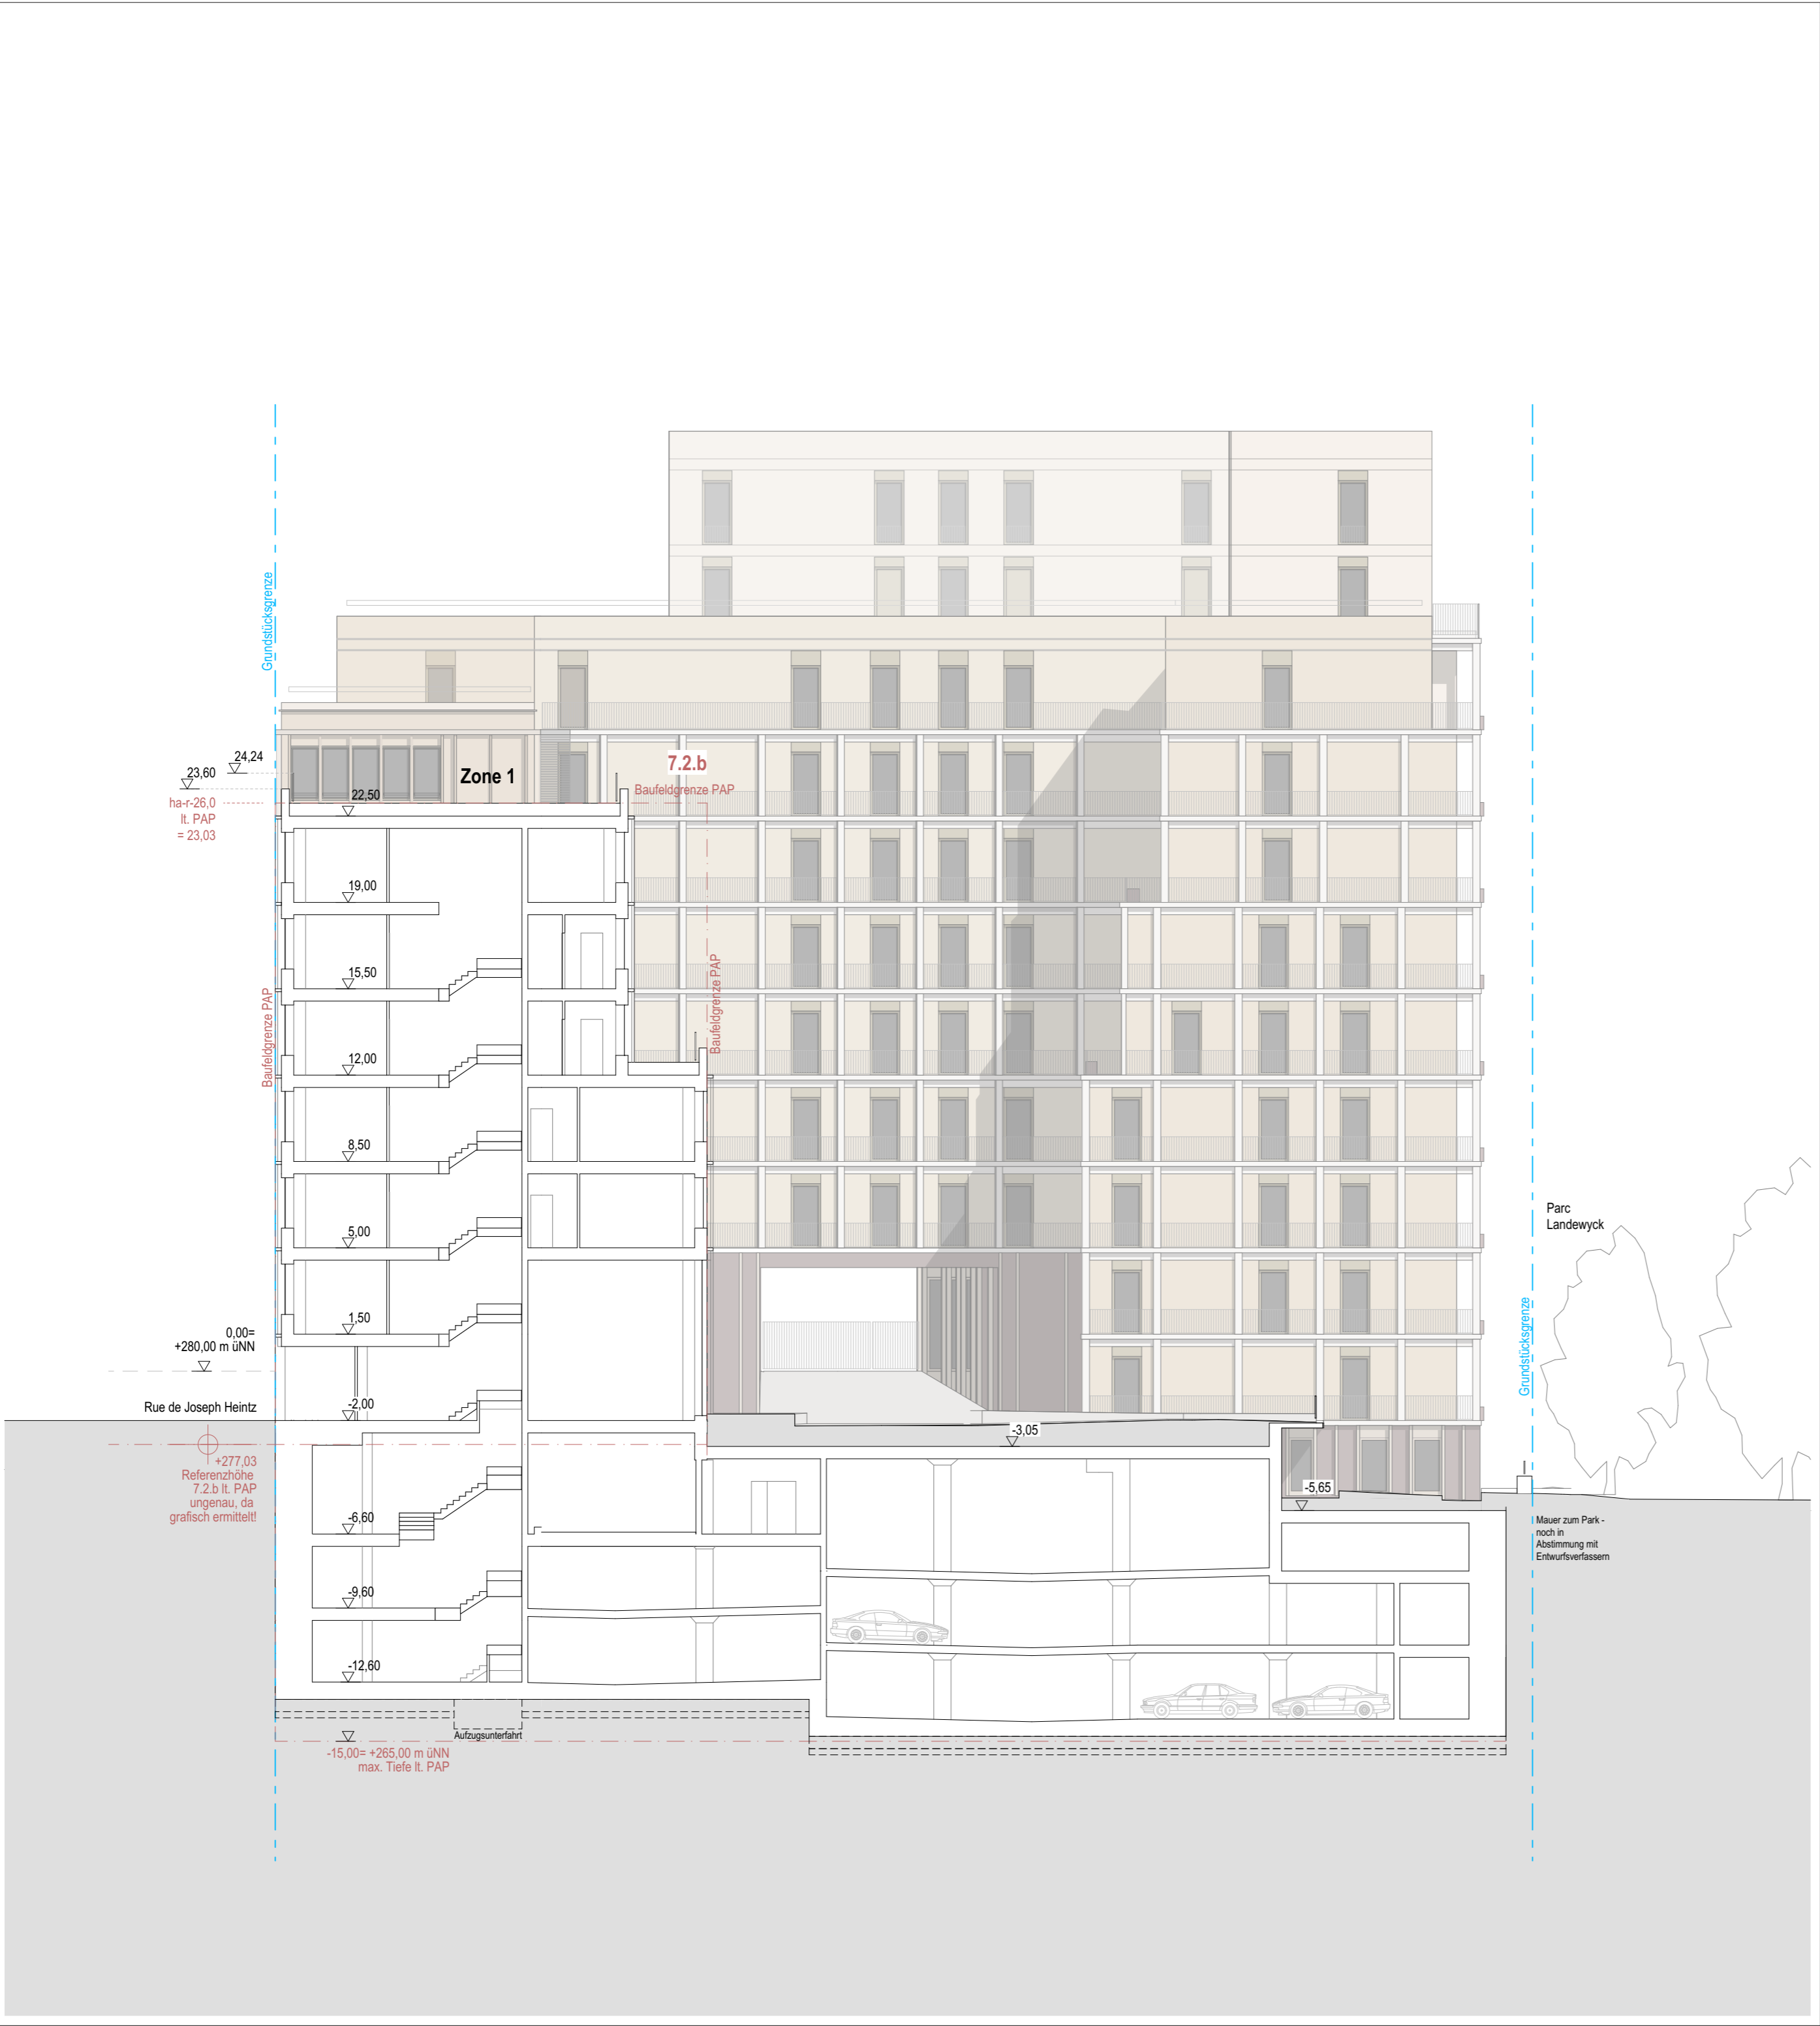 Grundstücksgrenze
24,24
23,60
Zone 1
7.2.b
Baufeldgrenze PAP
22,50
ha-r-26,0
lt. PAP
= 23,03
19,00
15,50
Baufeldgrenze PAP
Baufeldgrenze PAP
12,00
8,50
5,00
Parc
Landewyck
1,50
0,00=
+280,00 m üNN
Grundstücksgrenze
Rue de Joseph Heintz
-2,00
-3,05
+277,03
Referenzhöhe
7.2.b lt. PAP
ungenau, da
grafisch ermittelt!
-5,65
-6,60
Mauer zum Park -
noch in
Abstimmung mit
Entwurfsverfassern
-9,60
-12,60
Aufzugsunterfahrt
-15,00= +265,00 m üNN
max. Tiefe lt. PAP